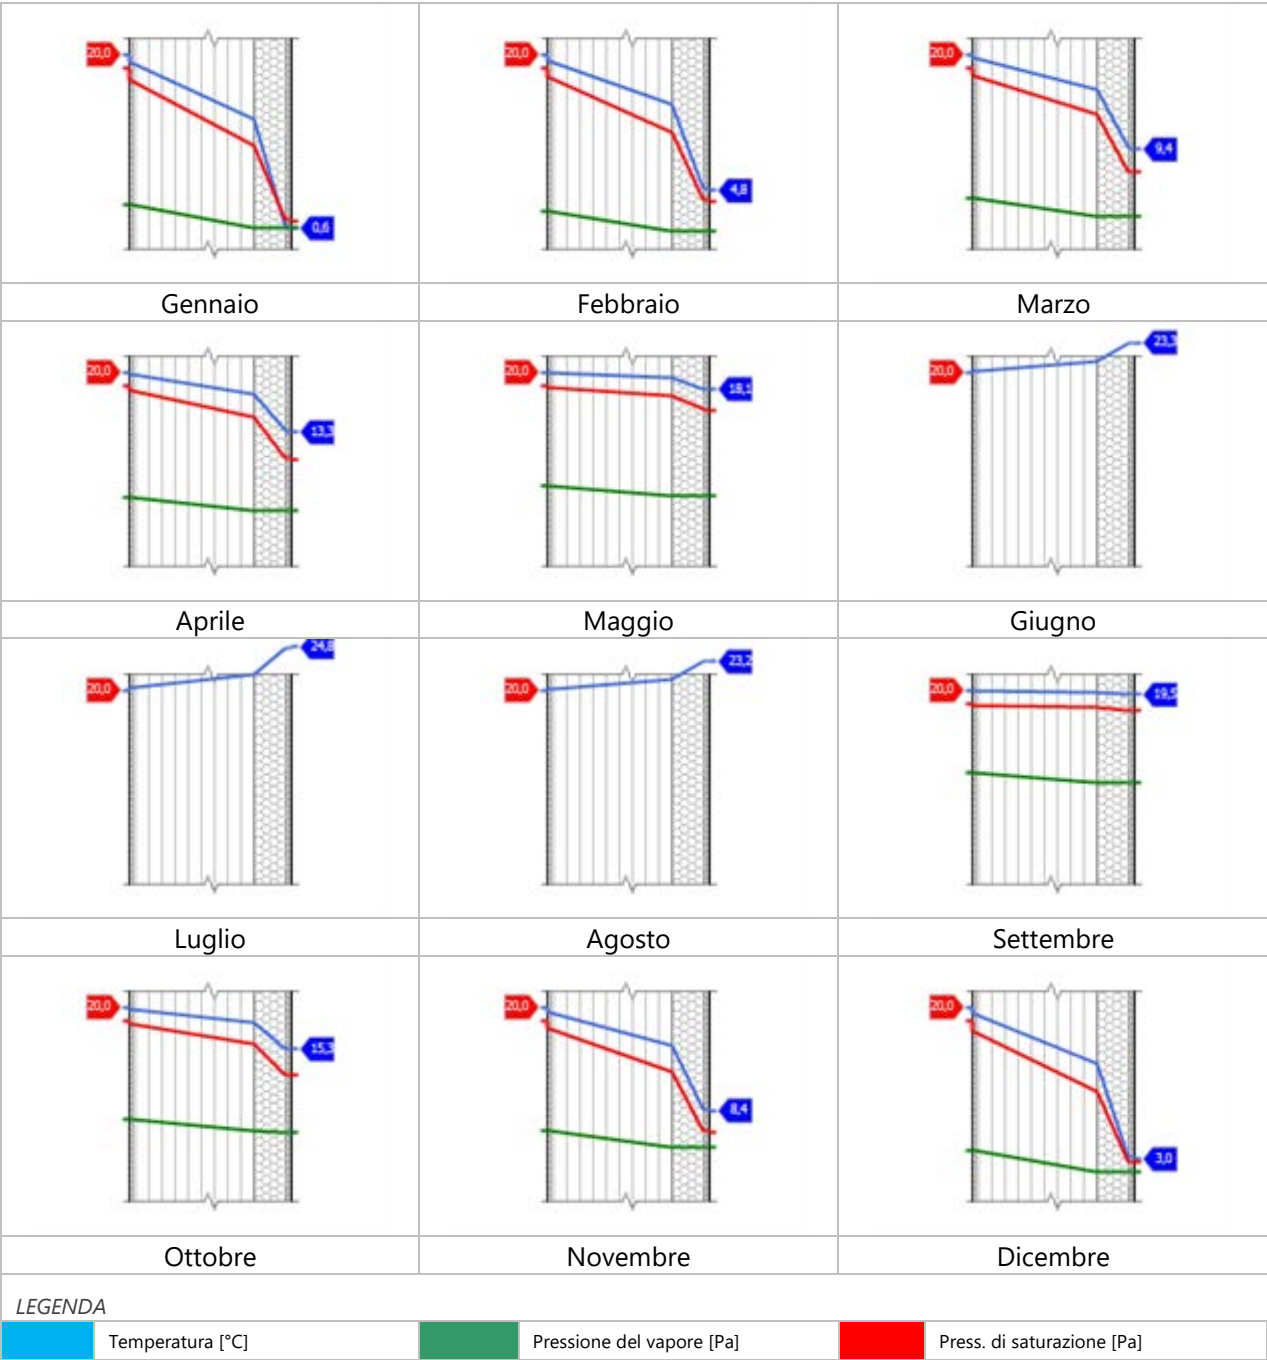 20,0
0,6
20,0
4,8
20,0
9,4
Gennaio
Febbraio
Marzo
20,0
13,3
20,0
18,1
20,0
23,3
Aprile
Maggio
Giugno
20,0
24,8
20,0
23,2
20,0
19,5
Luglio
Agosto
Settembre
20,0
15,3
20,0
8,4
20,0
3,0
Ottobre
Novembre
Dicembre
LEGENDA
Temperatura [°C]
Pressione del vapore [Pa]
Press. di saturazione [Pa]